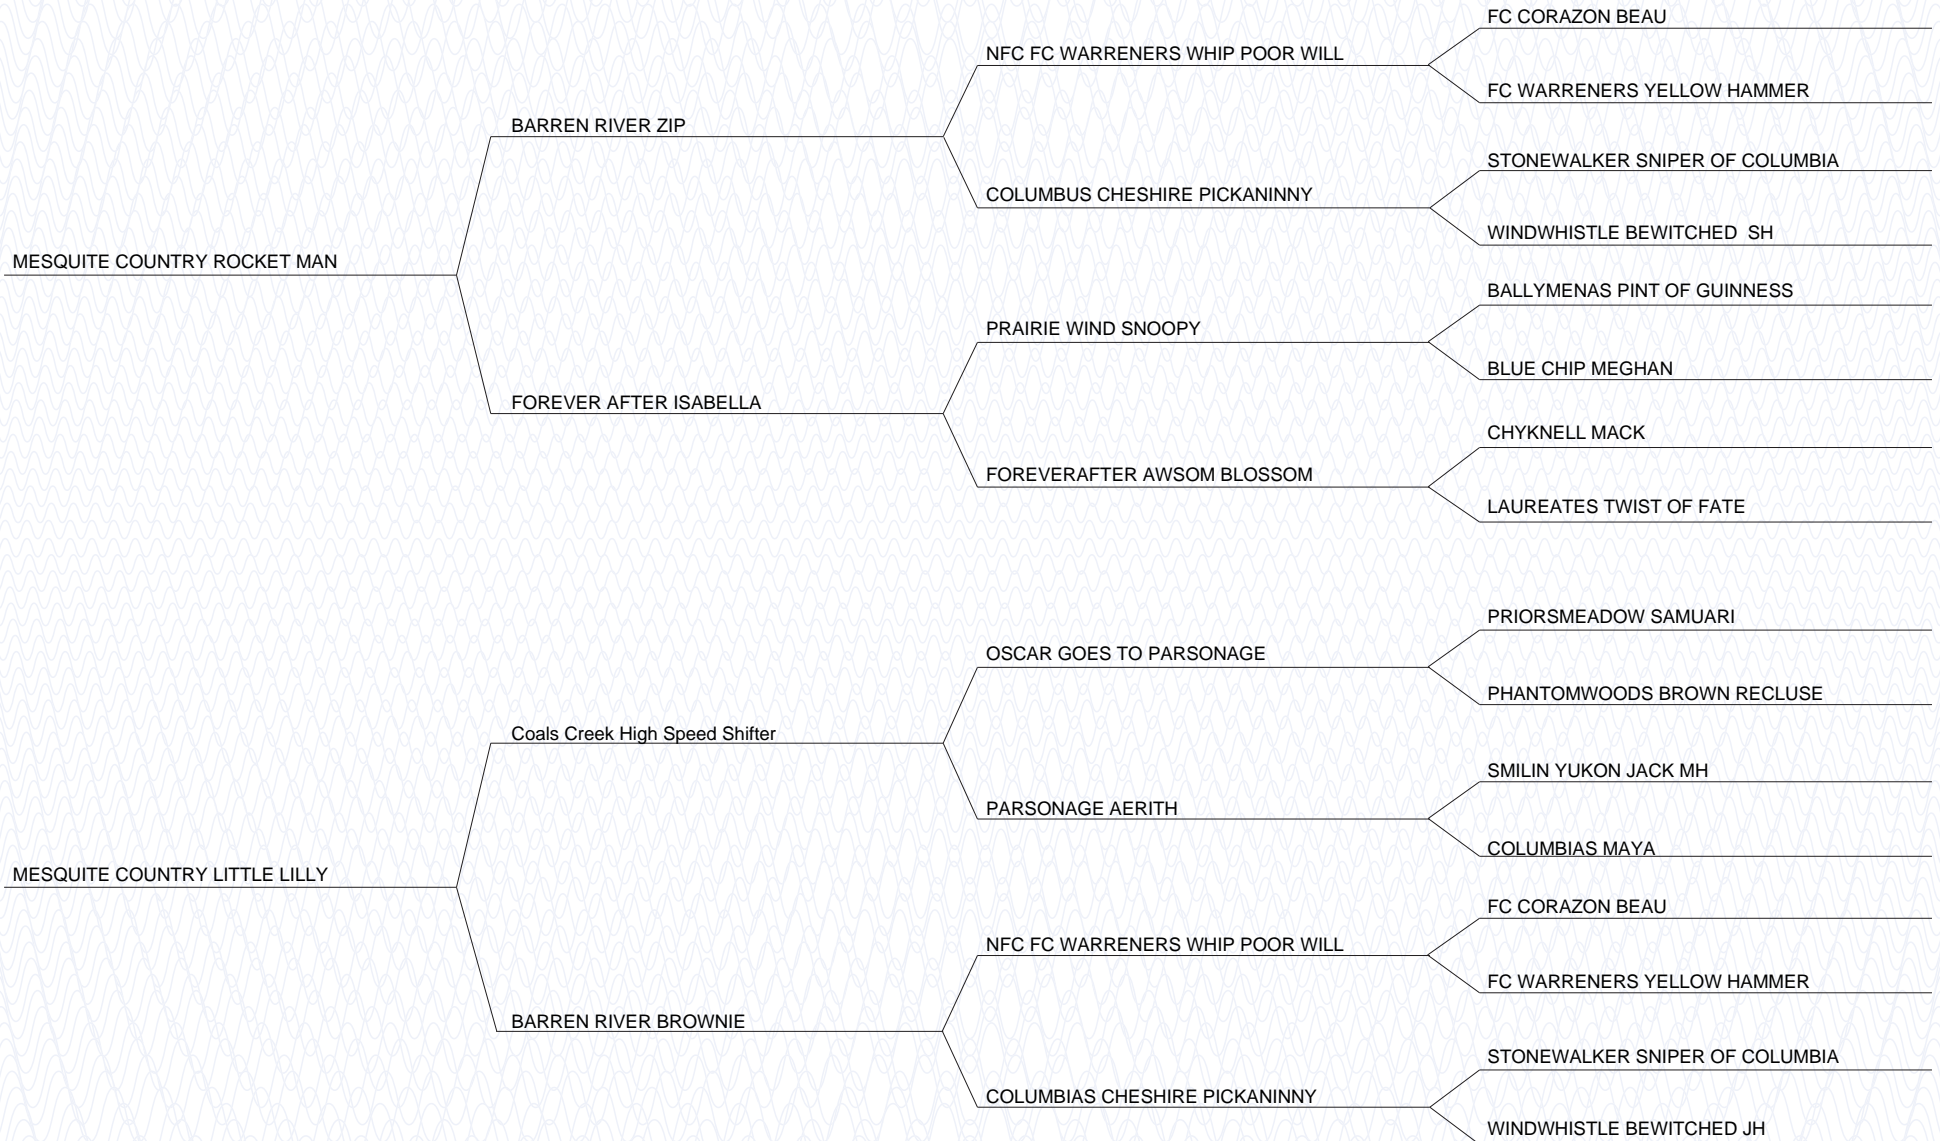 FC CORAZON BEAU
NFC FC WARRENERS WHIP POOR WILL
FC WARRENERS YELLOW HAMMER
BARREN RIVER ZIP
STONEWALKER SNIPER OF COLUMBIA
COLUMBUS CHESHIRE PICKANINNY
WINDWHISTLE BEWITCHED  SH
MESQUITE COUNTRY ROCKET MAN
BALLYMENAS PINT OF GUINNESS
PRAIRIE WIND SNOOPY
BLUE CHIP MEGHAN
FOREVER AFTER ISABELLA
CHYKNELL MACK
FOREVERAFTER AWSOM BLOSSOM
LAUREATES TWIST OF FATE
PRIORSMEADOW SAMUARI
OSCAR GOES TO PARSONAGE
PHANTOMWOODS BROWN RECLUSE
Coals Creek High Speed Shifter
SMILIN YUKON JACK MH
PARSONAGE AERITH
COLUMBIAS MAYA
MESQUITE COUNTRY LITTLE LILLY
FC CORAZON BEAU
NFC FC WARRENERS WHIP POOR WILL
FC WARRENERS YELLOW HAMMER
BARREN RIVER BROWNIE
STONEWALKER SNIPER OF COLUMBIA
COLUMBIAS CHESHIRE PICKANINNY
WINDWHISTLE BEWITCHED JH